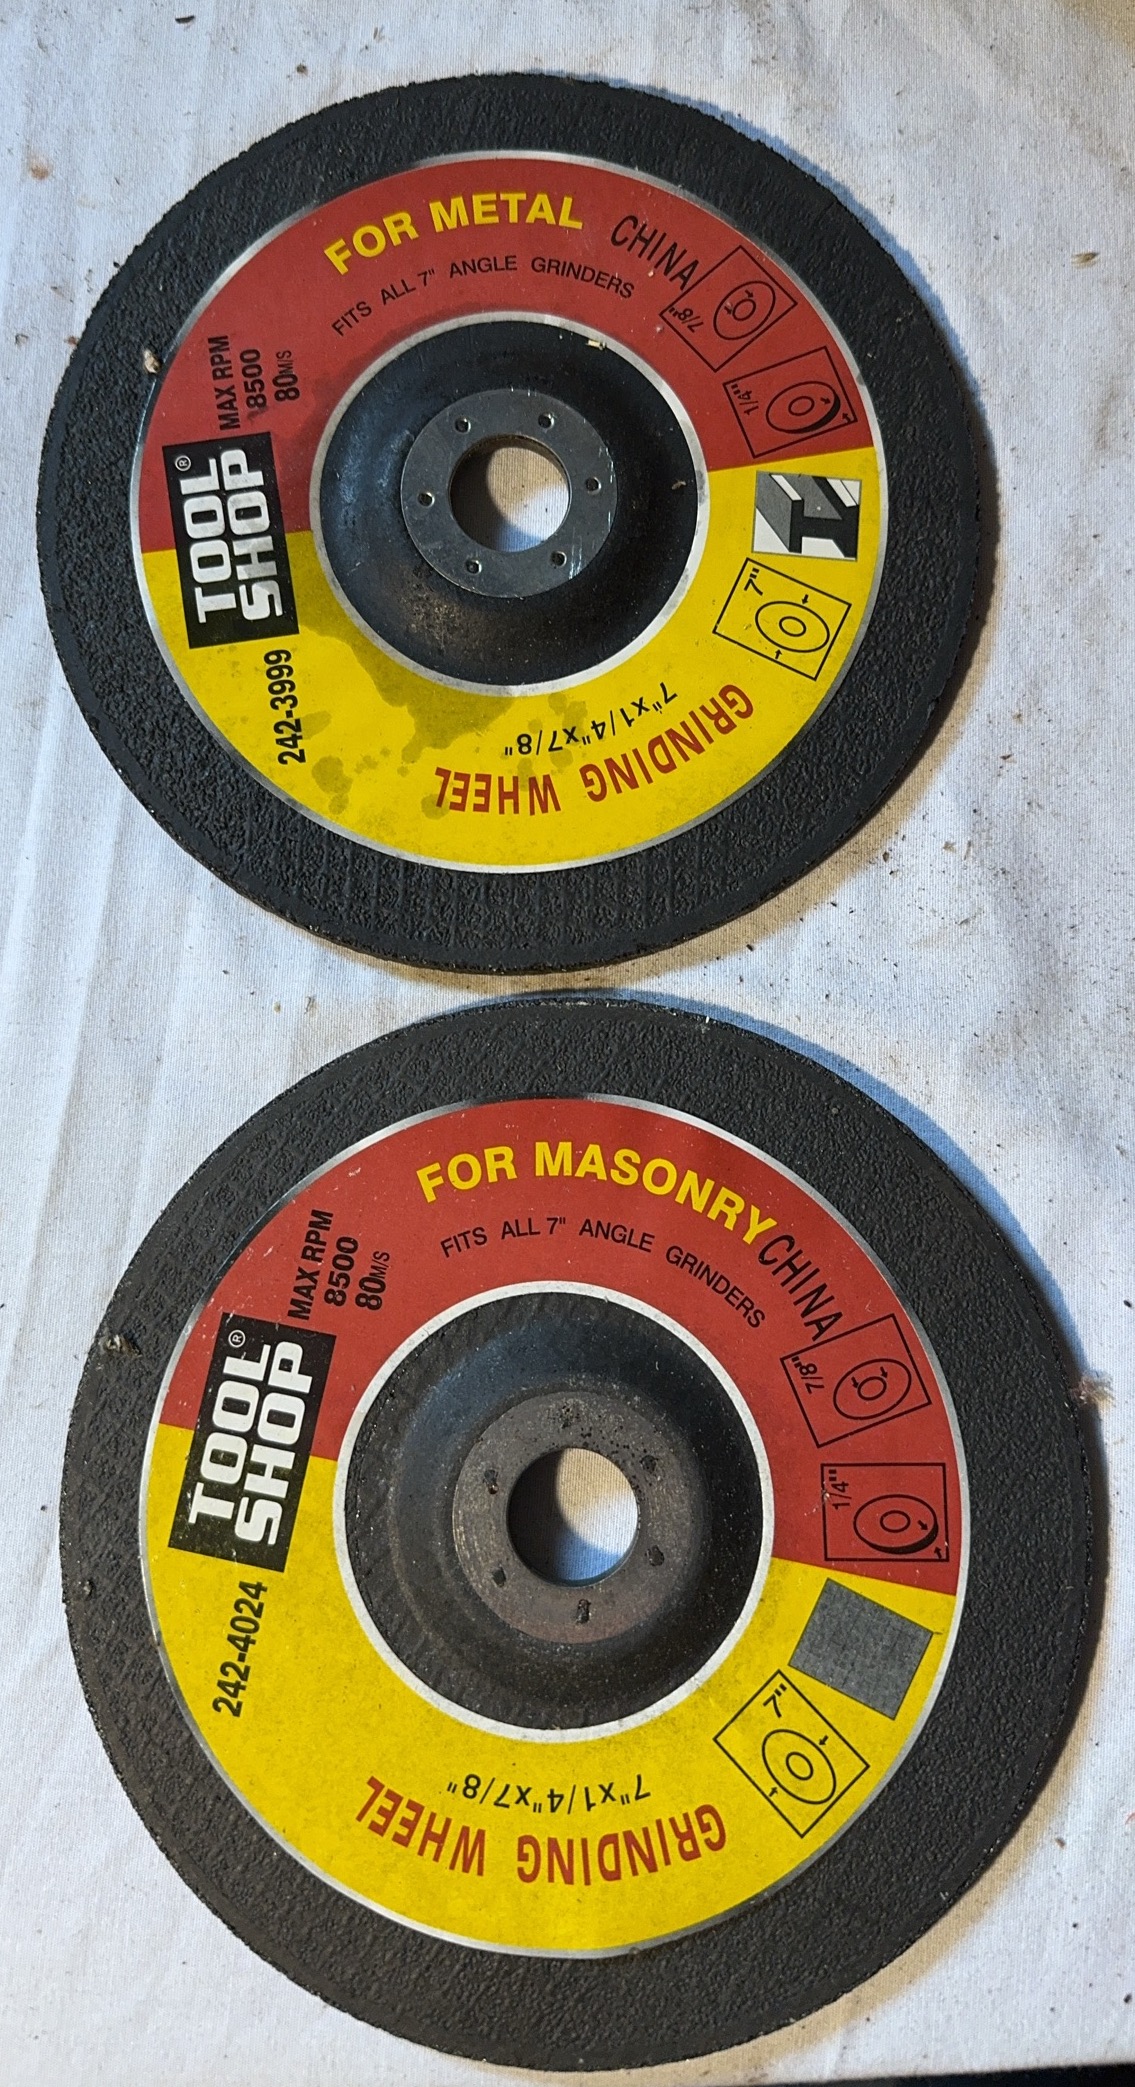 FOR METAL
CHINA
FITS ALL 7" ANGLE GRINDERS
MAX RPM
8500
80M/S
TOOL®
SHOP
242-3999
7/8"
1/4"
7"
7"x1/4"x7/8"
GRINDING WHEEL
FOR MASONRY
CHINA
FITS ALL 7" ANGLE GRINDERS
MAX RPM
8500
80M/S
TOOL®
SHOP
242-4024
7/8"
1/4"
7"
7"x1/4"x7/8"
GRINDING WHEEL